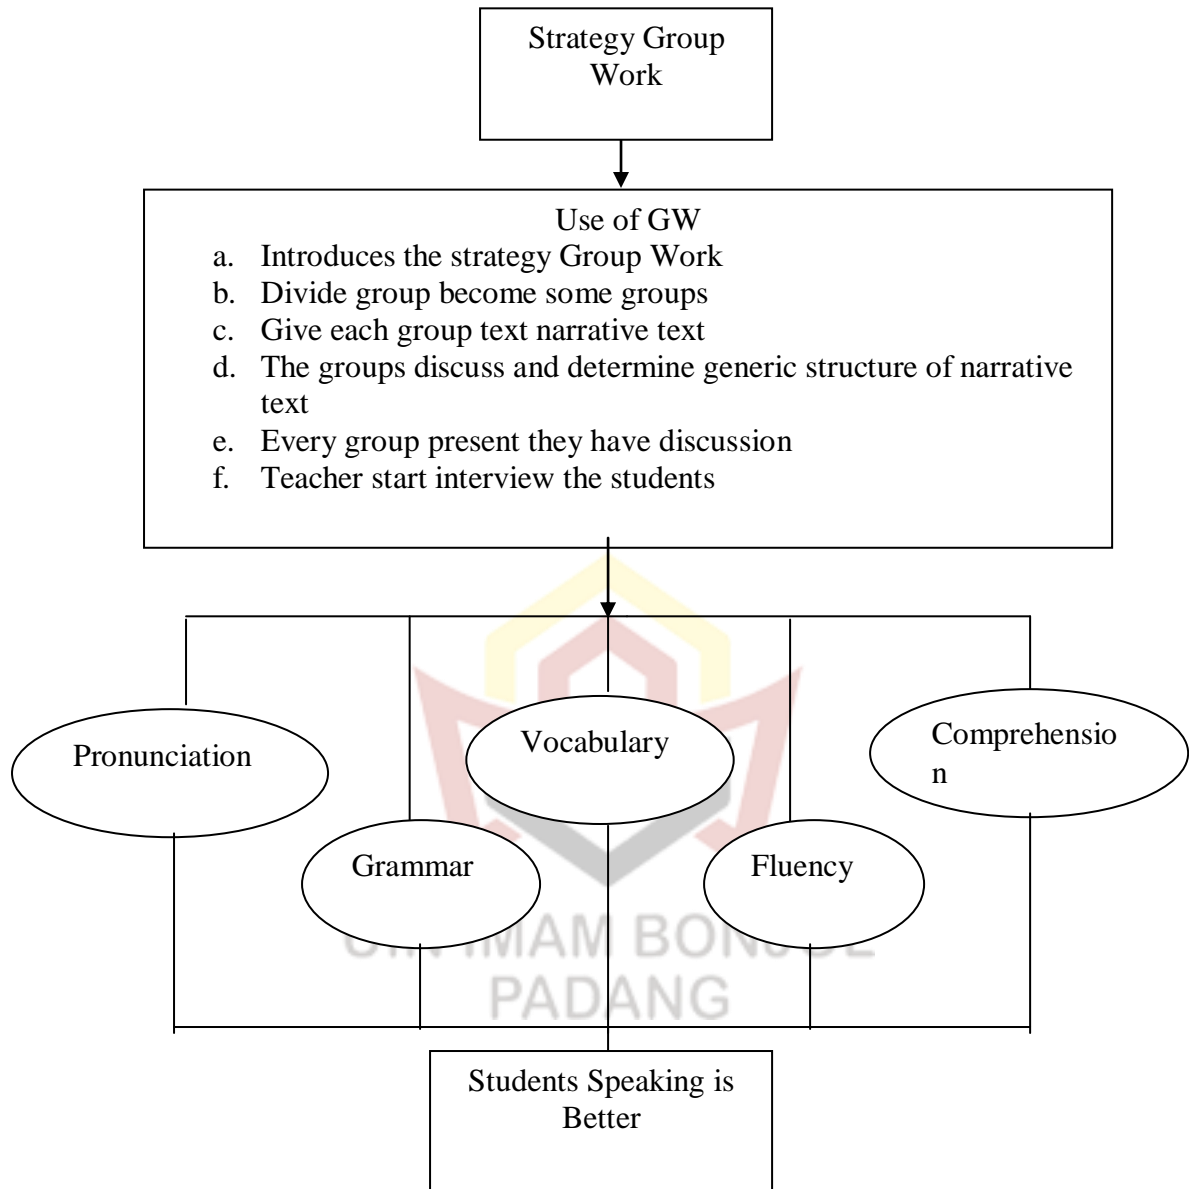 Strategy Group
Work
Use of GW
a. Introduces the strategy Group Work
b. Divide group become some groups
c. Give each group text narrative text
d. The groups discuss and determine generic structure of narrative
text
e. Every group present they have discussion
f. Teacher start interview the students
Pronunciation
Vocabulary
Comprehensio
n
Grammar
Fluency
IMAM
PADANG
Students Speaking is
Better